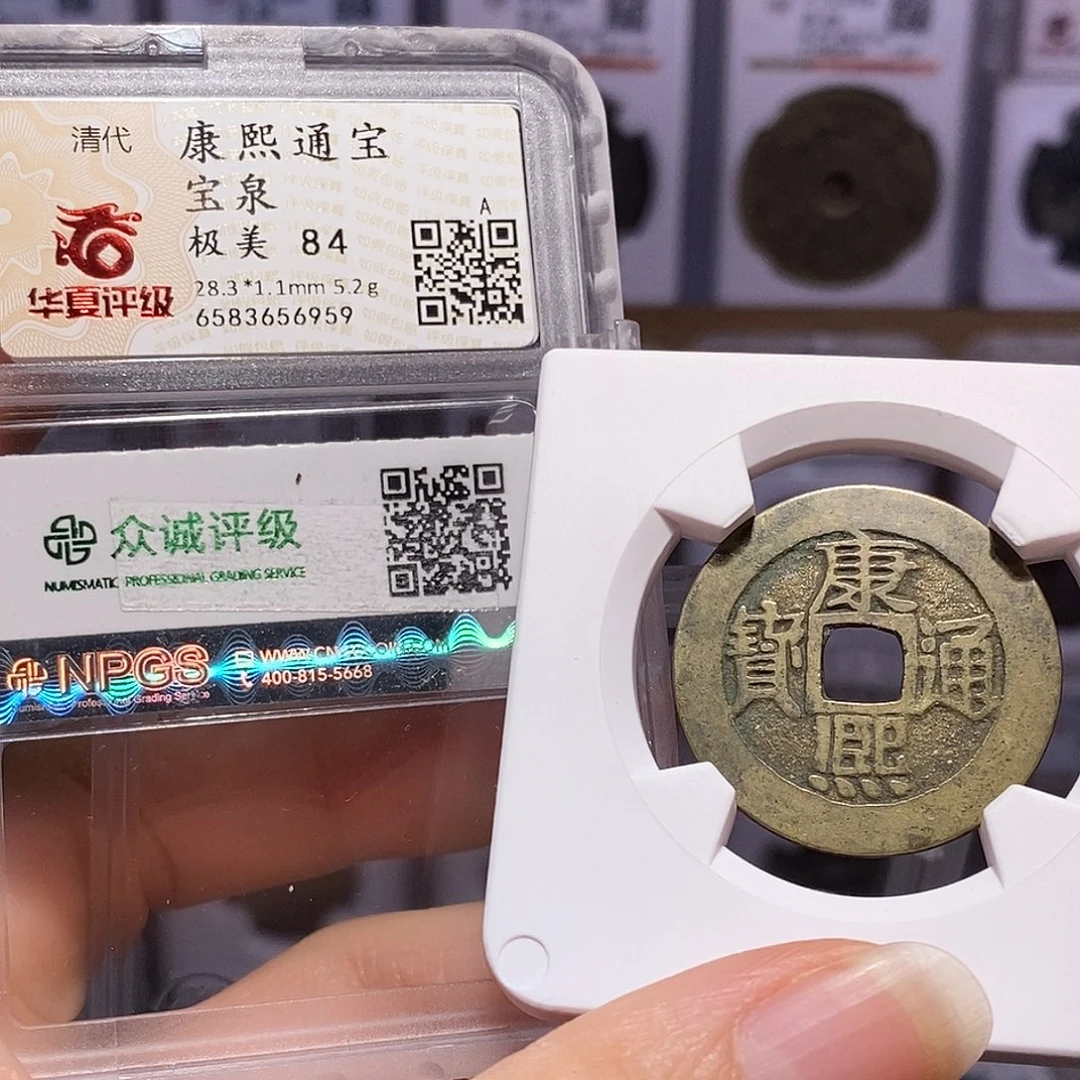 清代 康熙通宝
宝泉
极美 84
A
28.3*1.1mm 5.2g
6583656959
华夏评级
众诚评级
NUMISMATIC PROFESSIONAL GRADING SERVICE
NPGS
400-815-5668
康熙通寶